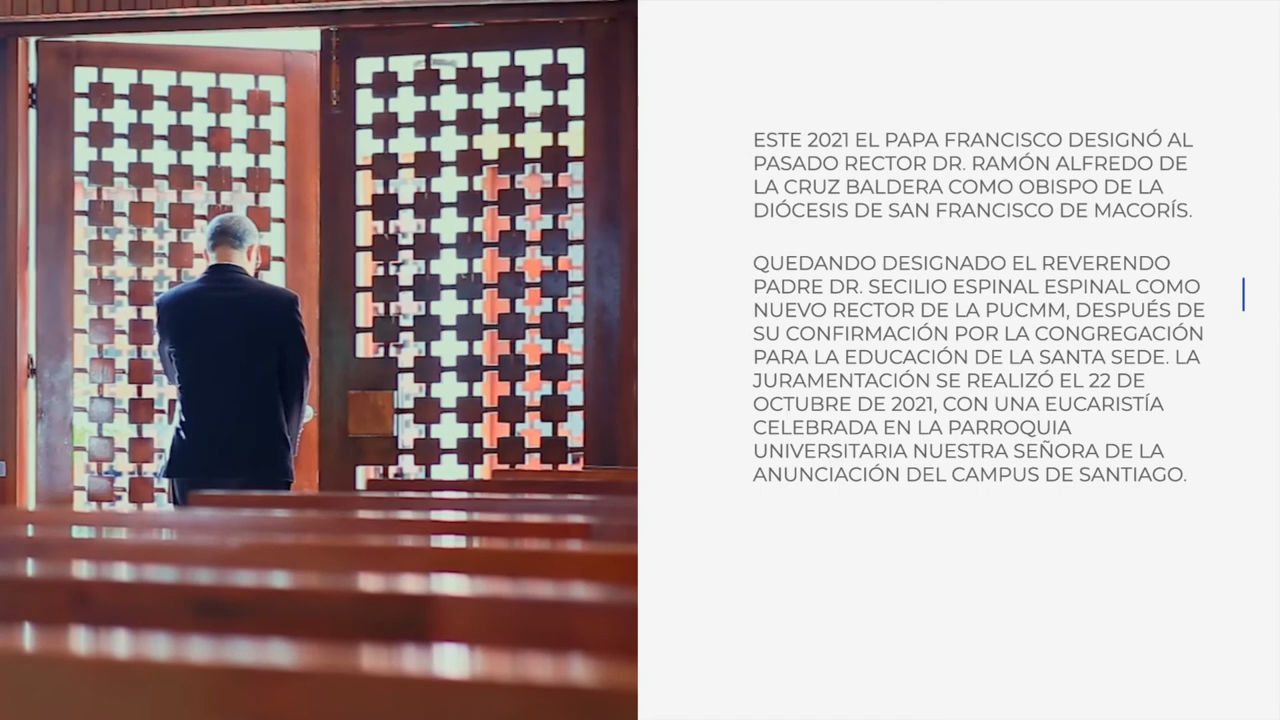 ESTE 2021 EL PAPA FRANCISCO DESIGNÓ AL
PASADO RECTOR DR. RAMÓN ALFREDO DE
LA CRUZ BALDERA COMO OBISPO DE LA
DIÓCESIS DE SAN FRANCISCO DE MACORÍS.
QUEDANDO DESIGNADO EL REVERENDO
PADRE DR. SECILIO ESPINAL ESPINAL COMO
NUEVO RECTOR DE LA PUCMM, DESPUÉS DE
SU CONFIRMACIÓN POR LA CONGREGACIÓN
PARA LA EDUCACIÓN DE LA SANTA SEDE. LA
JURAMENTACIÓN SE REALIZÓ EL 22 DE
OCTUBRE DE 2021, CON UNA EUCARISTÍA
CELEBRADA EN LA PARROQUIA
UNIVERSITARIA NUESTRA SEÑORA DE LA
ANUNCIACIÓN DEL CAMPUS DE SANTIAGO.